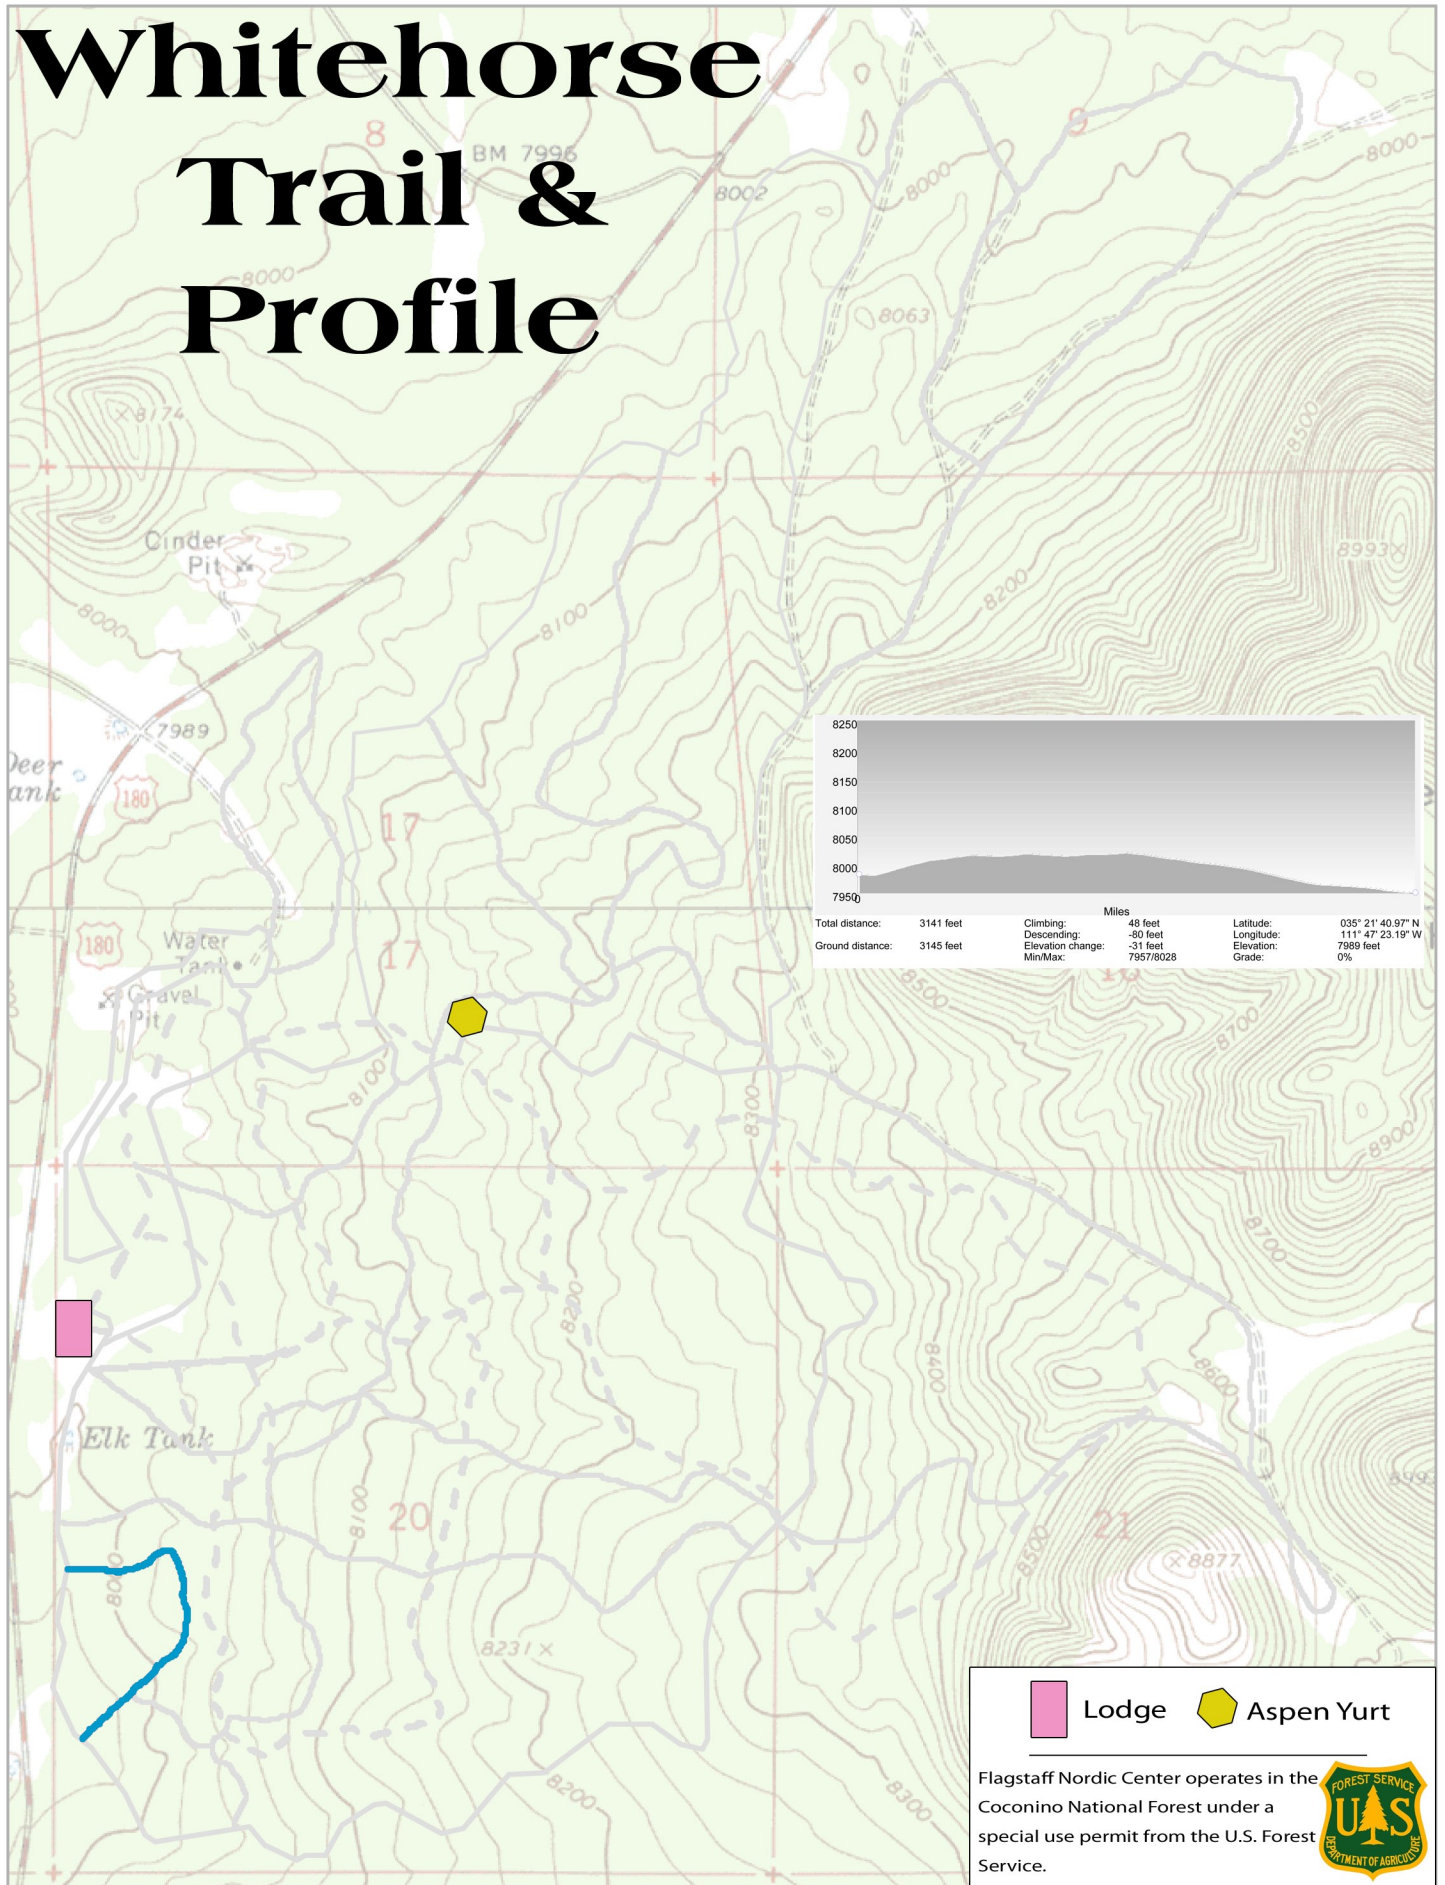 Whitehorse
Trail &
Profile
8
BM 7996
9
8000
8000
8002
8000
8063
8174
8500
Cinder
Pit
8993
8200
8100
8000
7989
Deer
Tank
180
17
8250
8200
8150
8100
8050
8000
7950
0
Miles
Total distance: 3141 feet Climbing: 48 feet Latitude: 035° 21' 40.97" N
Descending: -80 feet Longitude: 111° 47' 23.19" W
Ground distance: 3145 feet Elevation change: -31 feet Elevation: 7989 feet
Min/Max: 7957/8028 Grade: 0%
180
Water
Tank
17
Gravel
Pit
8500
8700
8100
8300
8900
8700
8200
8400
8600
Elk Tank
8100
20
21
8500
8877
8000
8231
8200
8300
Lodge
Aspen Yurt
Flagstaff Nordic Center operates in the
Coconino National Forest under a
special use permit from the U.S. Forest
Service.
FOREST SERVICE
U S
DEPARTMENT OF AGRICULTURE